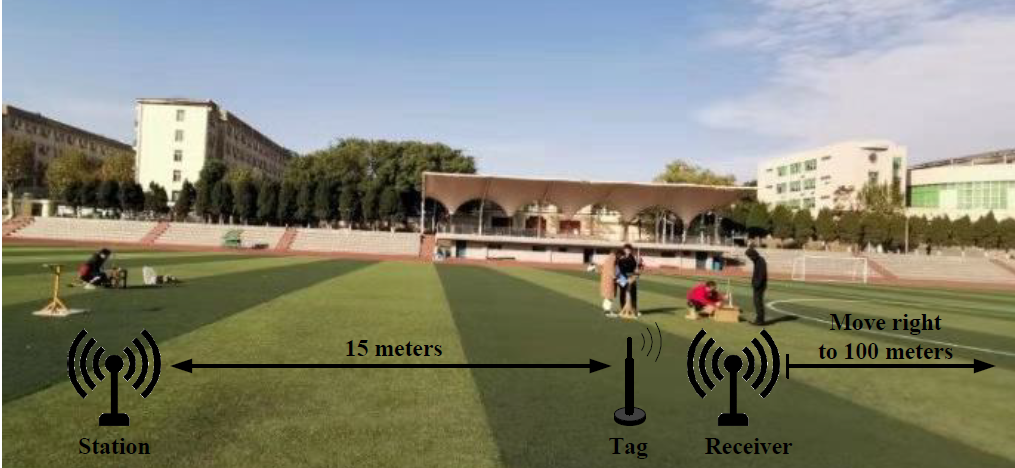 15 meters
Move right
to 100 meters
Station
Tag
Receiver